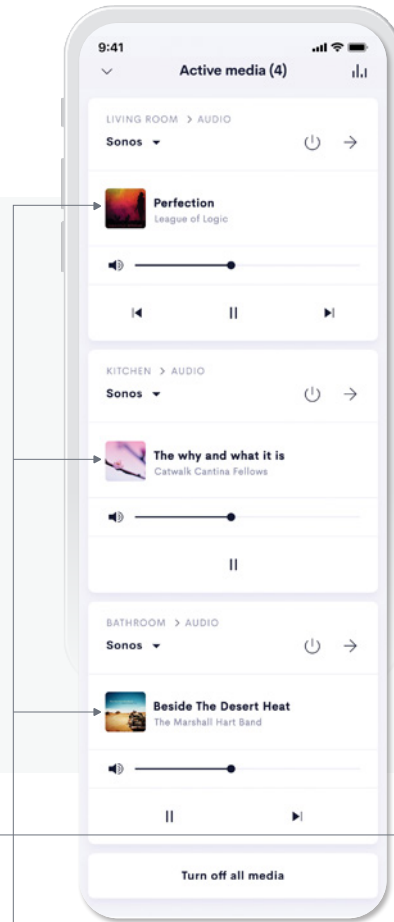 9:41
Active media (4)
LIVING ROOM > AUDIO
Sonos
Perfection
League of Logic
KITCHEN > AUDIO
Sonos
The why and what it is
Catwalk Cantina Fellows
BATHROOM > AUDIO
Sonos
Beside The Desert Heat
The Marshall Hart Band
Turn off all media